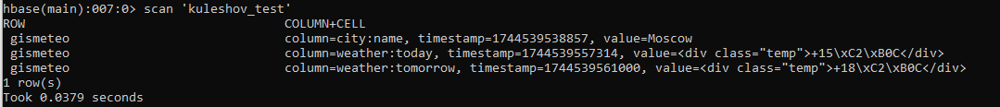 hbase(main):007:0> scan 'kuleshov_test'
ROW COLUMN+CELL
gismeteo column=city:name, timestamp=1744539538857, value=Moscow
gismeteo column=weather:today, timestamp=1744539557314, value=<div class="temp">+15\xC2\xB0C</div>
gismeteo column=weather:tomorrow, timestamp=1744539561000, value=<div class="temp">+18\xC2\xB0C</div>
1 row(s)
Took 0.0379 seconds